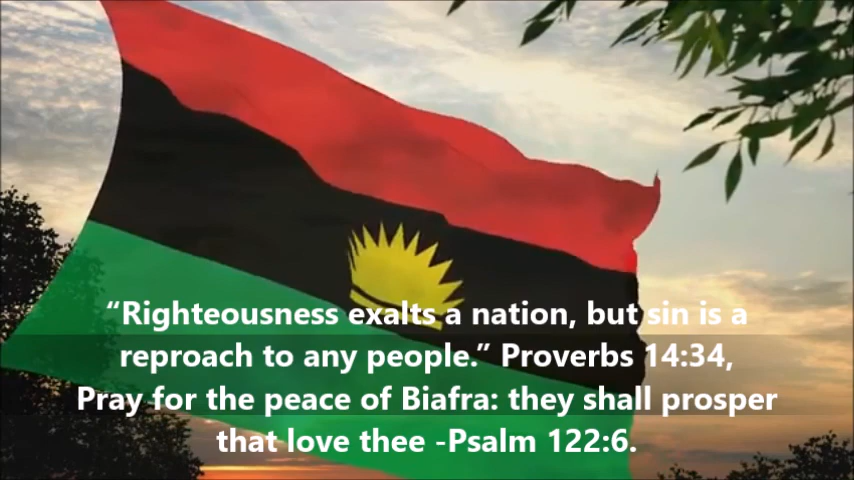 “Righteousness exalts a nation, but sin is a
reproach to any people.” Proverbs 14:34,
Pray for the peace of Biafra: they shall prosper
that love thee -Psalm 122:6.